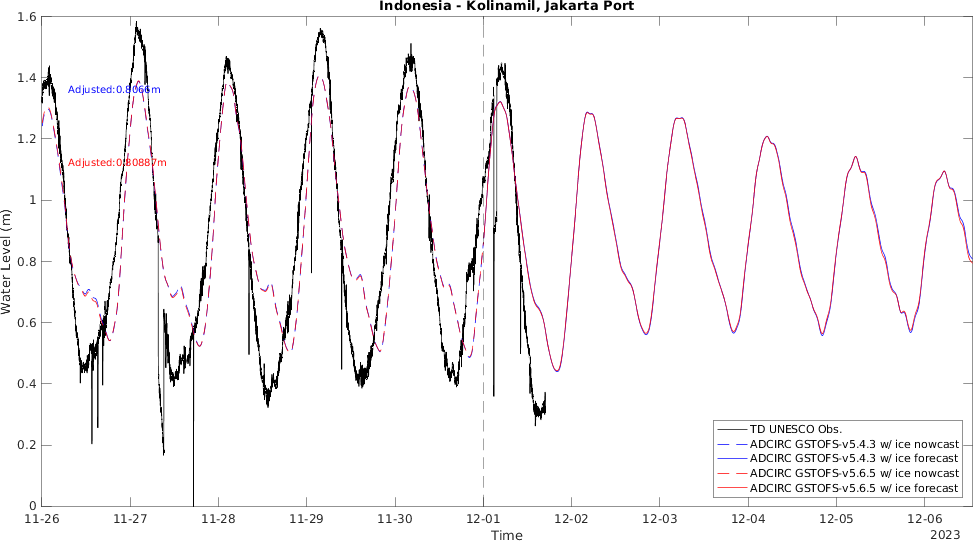 Indonesia - Kolinamil, Jakarta Port
1.6
1.4
1.2
1
0.8
0.6
0.4
0.2
0
Water Level (m)
Adjusted:0.8066m
Adjusted:0.80887m
TD UNESCO Obs.
ADCIRC GSTOFS-v5.4.3 w/ ice nowcast
ADCIRC GSTOFS-v5.4.3 w/ ice forecast
ADCIRC GSTOFS-v5.6.5 w/ ice nowcast
ADCIRC GSTOFS-v5.6.5 w/ ice forecast
11-26 11-27 11-28 11-29 11-30 12-01 12-02 12-03 12-04 12-05 12-06
Time
2023